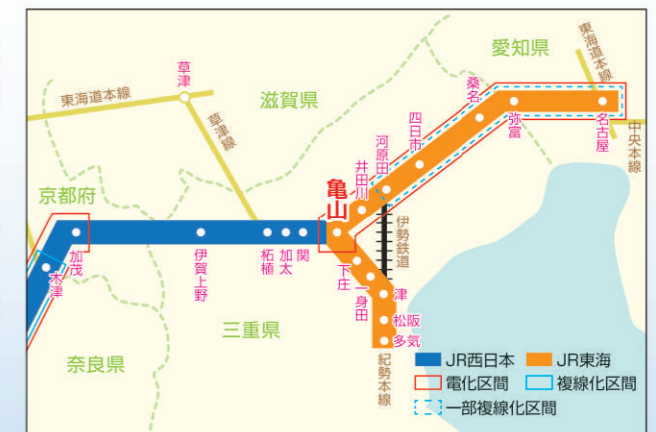 愛知県
東海道本線
草津
東海道本線
滋賀県
草津線
桑名
弥富
名古屋
中央本線
四日市
河原田
井田川
亀山
京都府
加茂
木津
伊賀上野
柘植
加太
関
伊勢鉄道
下庄
一身田
津
松阪
多気
紀勢本線
三重県
奈良県
JR西日本
JR東海
電化区間
複線化区間
一部複線化区間